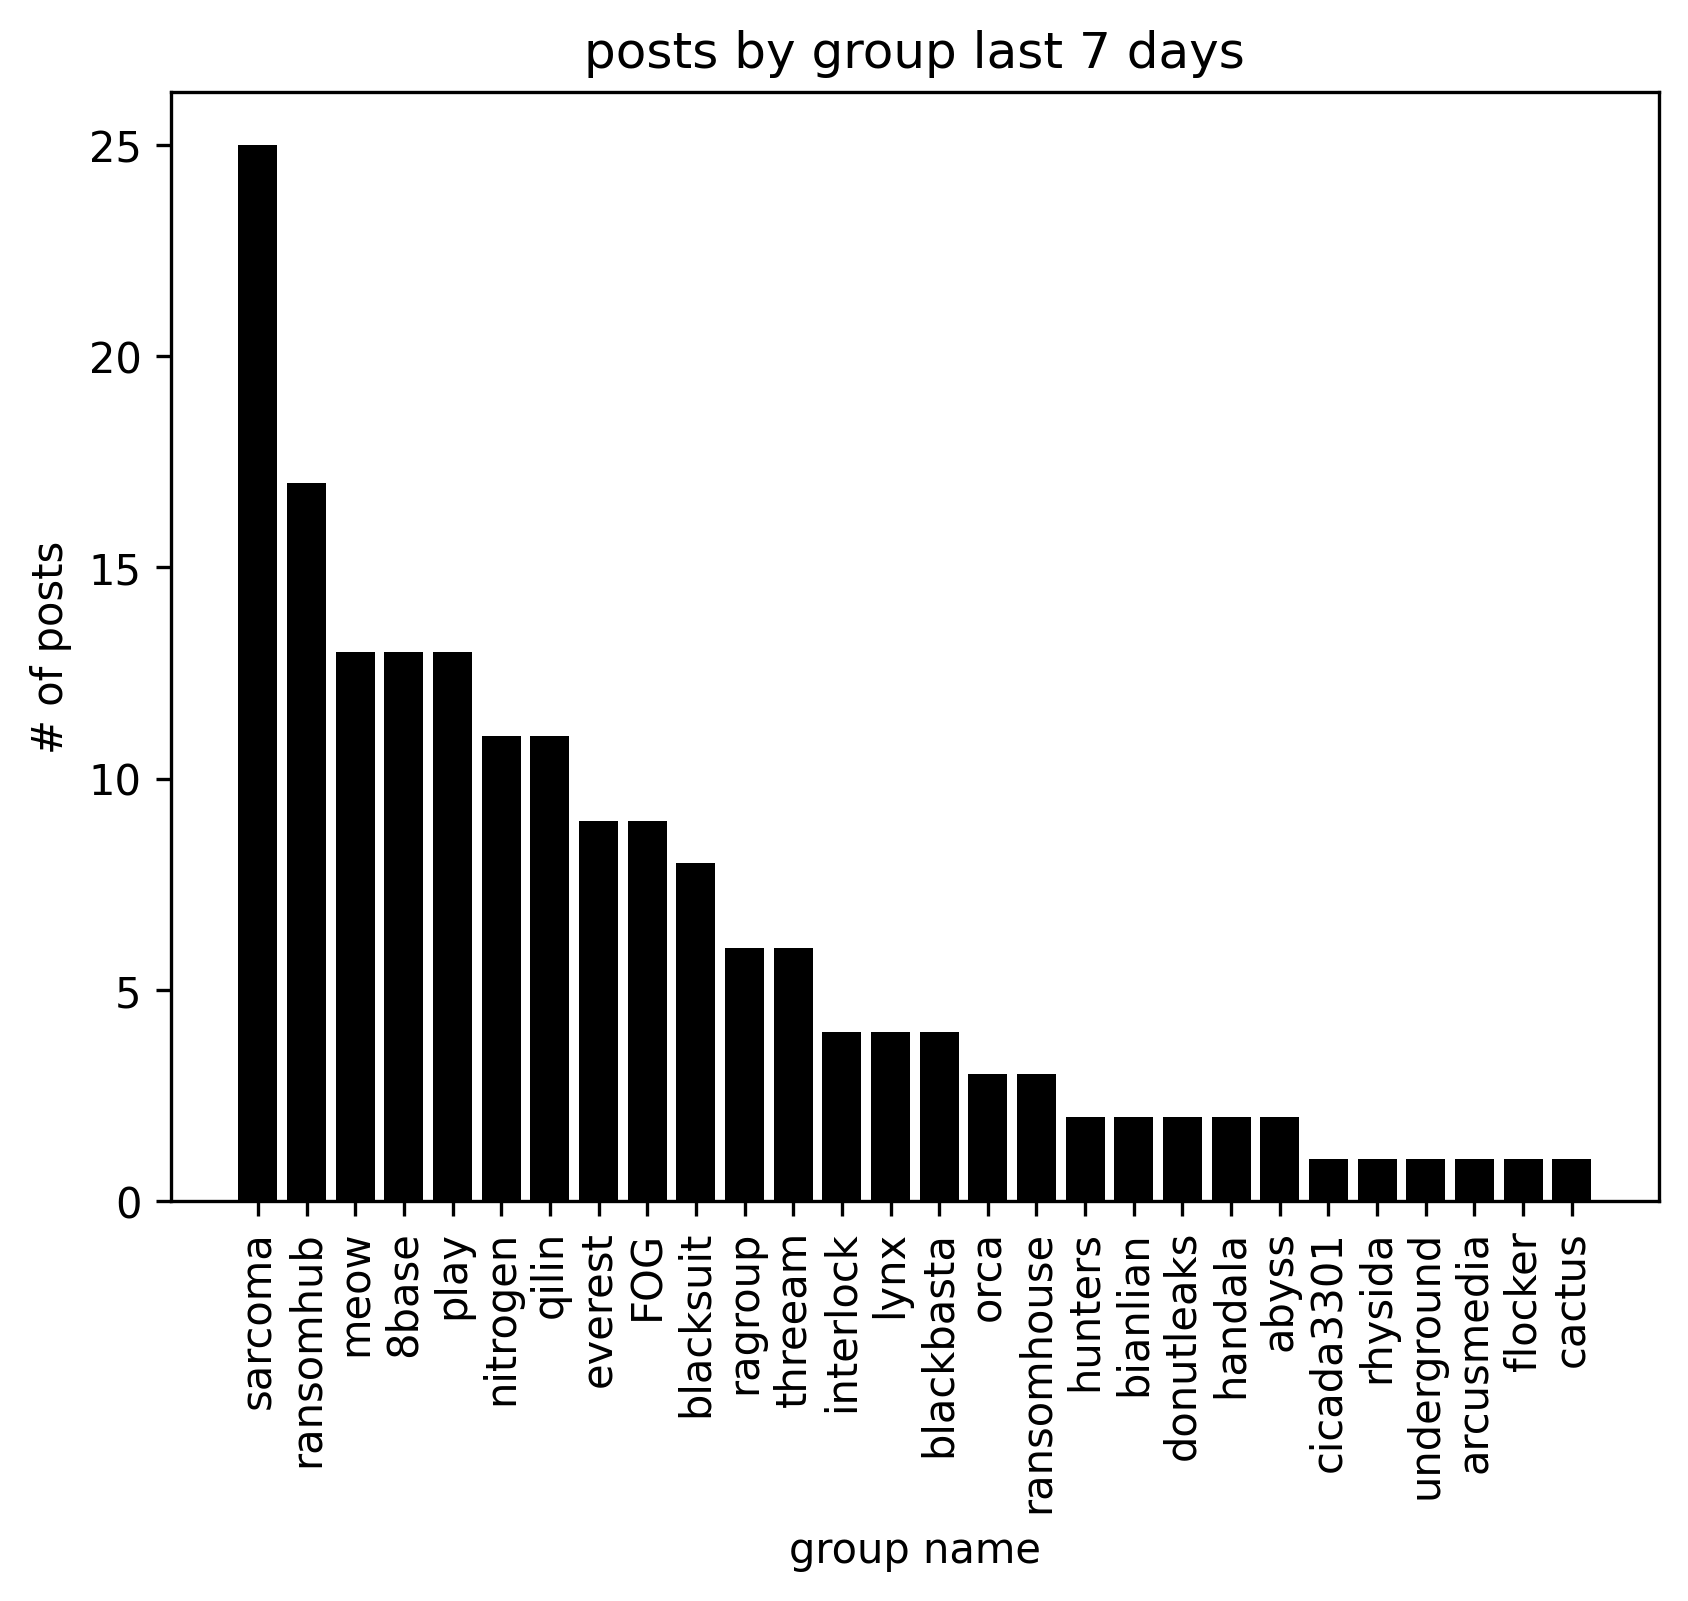 posts by group last 7 days
25
20
15
10
5
0
# of posts
sarcoma
ransomhub
meow
8base
play
nitrogen
qilin
everest
FOG
blacksuit
ragroup
threeam
interlock
lynx
blackbasta
orca
ransomhouse
hunters
bianlian
donutleaks
handala
abyss
cicada3301
rhysida
underground
arcusmedia
flocker
cactus
group name